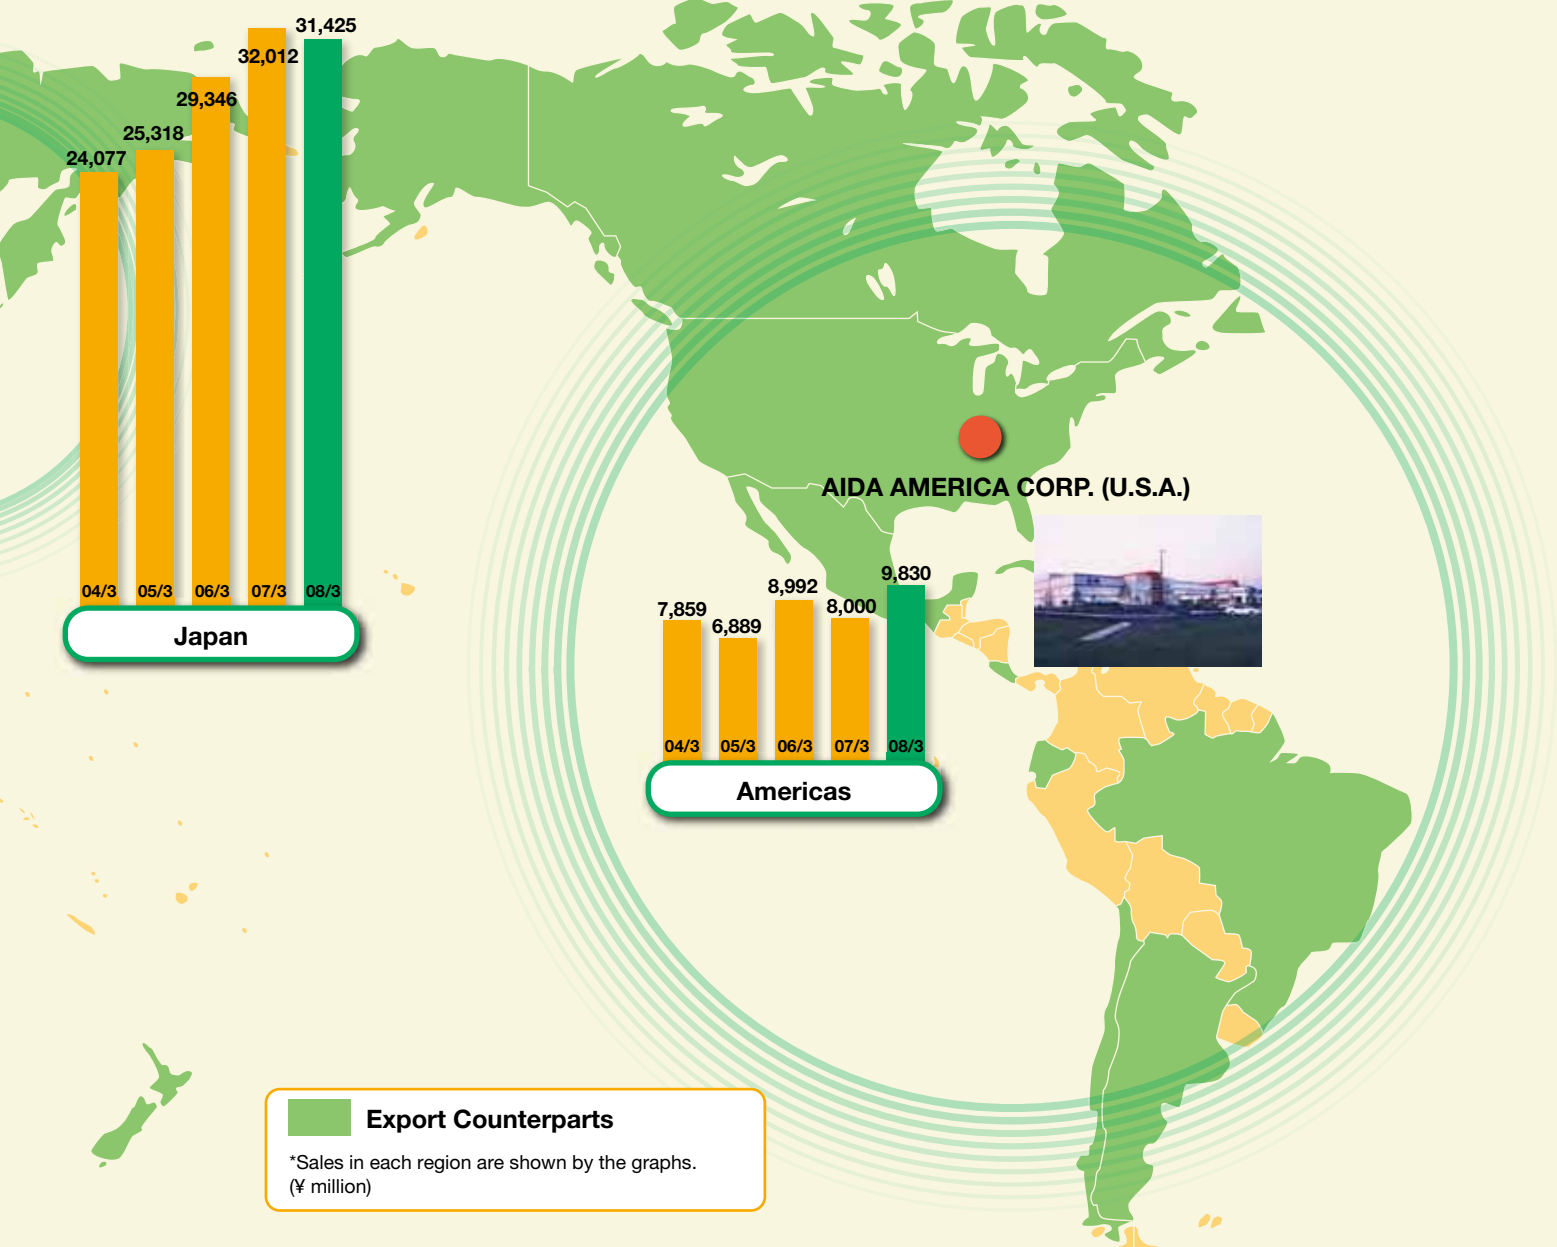 31,425
32,012
29,346
25,318
24,077
04/3 05/3 06/3 07/3 08/3
Japan
AIDA AMERICA CORP. (U.S.A.)
9,830
8,992
8,000
7,859
6,889
04/3 05/3 06/3 07/3 08/3
Americas
Export Counterparts
*Sales in each region are shown by the graphs.
(¥ million)